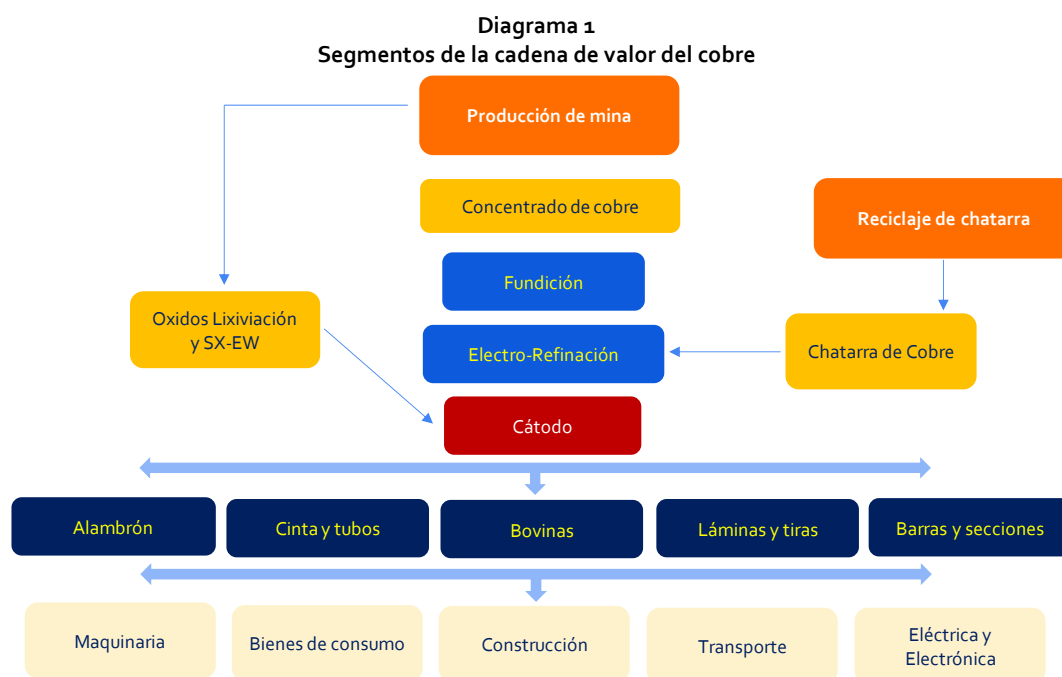 Diagrama 1
Segmentos de la cadena de valor del cobre
Producción de mina
Concentrado de cobre
Reciclaje de chatarra
Fundición
Oxidos Lixiviación
y SX-EW
Electro-Refinación
Chatarra de Cobre
Cátodo
Alambrón
Cinta y tubos
Bovinas
Láminas y tiras
Barras y secciones
Maquinaria
Bienes de consumo
Construcción
Transporte
Eléctrica y
Electrónica